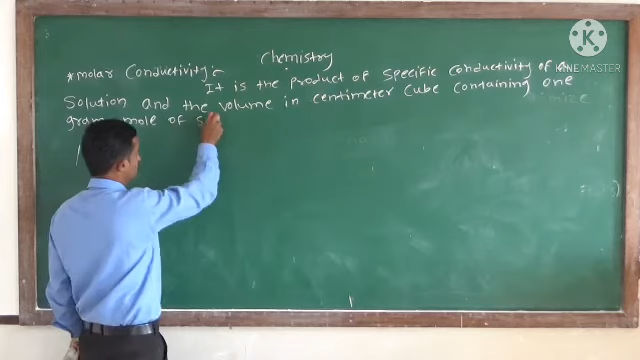 Chemistry
*molar Conductivity:-
It is the product of Specific Conductivity of a
Solution and the volume in centimeter Cube containing one
gram mole of s
KINEMASTER